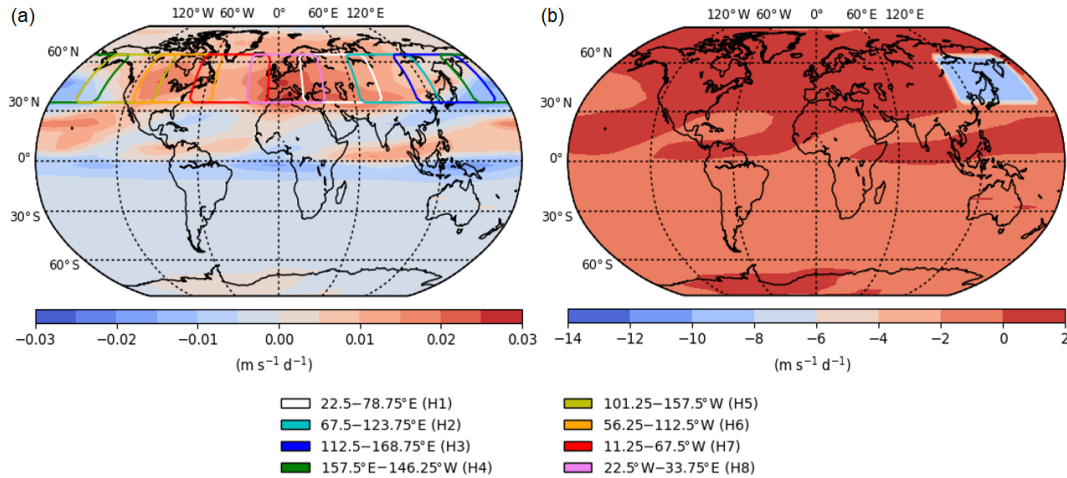 (a)
120°W 60°W 0° 60°E 120°E
60°N
30°N
0°
30°S
60°S
−0.03 −0.02 −0.01 0.00 0.01 0.02 0.03
(m s⁻¹ d⁻¹)
(b)
120°W 60°W 0° 60°E 120°E
60°N
30°N
0°
30°S
60°S
−14 −12 −10 −8 −6 −4 −2 0 2
(m s⁻¹ d⁻¹)
22.5−78.75°E (H1)
67.5−123.75°E (H2)
112.5−168.75°E (H3)
157.5°E−146.25°W (H4)
101.25−157.5°W (H5)
56.25−112.5°W (H6)
11.25−67.5°W (H7)
22.5°W−33.75°E (H8)